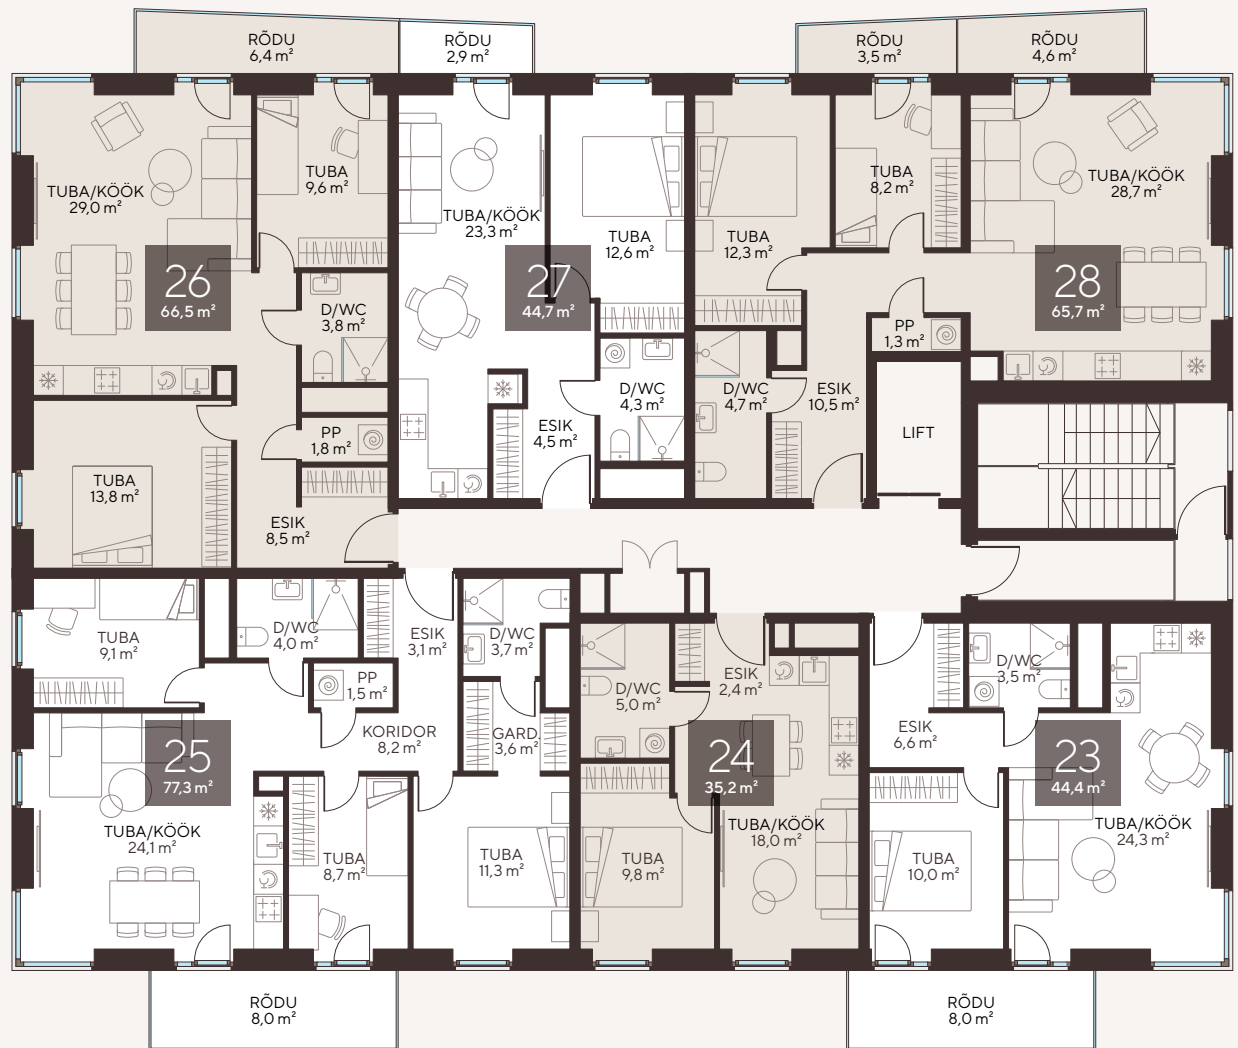 RÕDU
6,4 m²
RÕDU
2,9 m²
RÕDU
3,5 m²
RÕDU
4,6 m²
TUBA/KÖÖK
29,0 m²
TUBA
9,6 m²
26
66,5 m²
D/WC
3,8 m²
PP
1,8 m²
TUBA
13,8 m²
ESIK
8,5 m²
TUBA/KÖÖK
23,3 m²
TUBA
12,6 m²
27
44,7 m²
D/WC
4,3 m²
ESIK
4,5 m²
TUBA
12,3 m²
TUBA
8,2 m²
TUBA/KÖÖK
28,7 m²
28
65,7 m²
PP
1,3 m²
D/WC
4,7 m²
ESIK
10,5 m²
LIFT
TUBA
9,1 m²
D/WC
4,0 m²
ESIK
3,1 m²
D/WC
3,7 m²
PP
1,5 m²
KORIDOR
8,2 m²
GARD.
3,6 m²
25
77,3 m²
TUBA/KÖÖK
24,1 m²
TUBA
8,7 m²
TUBA
11,3 m²
D/WC
5,0 m²
ESIK
2,4 m²
24
35,2 m²
TUBA
9,8 m²
TUBA/KÖÖK
18,0 m²
D/WC
3,5 m²
ESIK
6,6 m²
23
44,4 m²
TUBA
10,0 m²
TUBA/KÖÖK
24,3 m²
RÕDU
8,0 m²
RÕDU
8,0 m²